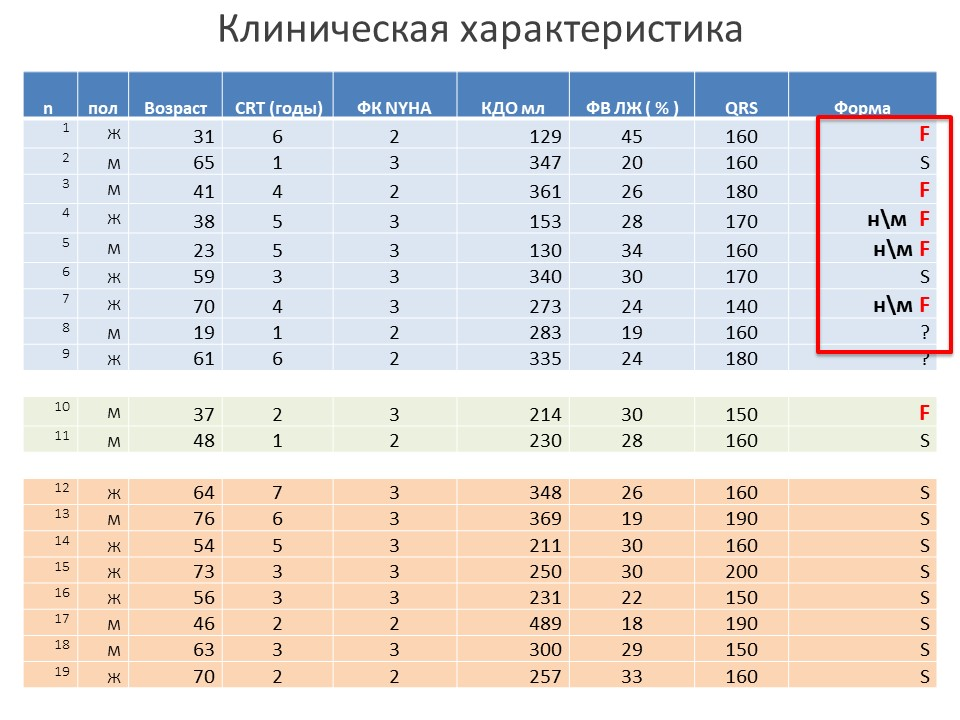 Клиническая характеристика
n пол Возраст CRT (годы) ФК NYHA КДО мл ФВ ЛЖ ( % ) QRS Форма
1 ж 31 6 2 129 45 160 F
2 м 65 1 3 347 20 160 S
3 м 41 4 2 361 26 180 F
4 ж 38 5 3 153 28 170 н\м F
5 м 23 5 3 130 34 160 н\м F
6 ж 59 3 3 340 30 170 S
7 ж 70 4 3 273 24 140 н\м F
8 м 19 1 2 283 19 160 ?
9 ж 61 6 2 335 24 180 ?
10 м 37 2 3 214 30 150 F
11 м 48 1 2 230 28 160 S
12 ж 64 7 3 348 26 160 S
13 м 76 6 3 369 19 190 S
14 ж 54 5 3 211 30 160 S
15 ж 73 3 3 250 30 200 S
16 ж 56 3 3 231 22 150 S
17 м 46 2 2 489 18 190 S
18 м 63 3 3 300 29 150 S
19 ж 70 2 2 257 33 160 S